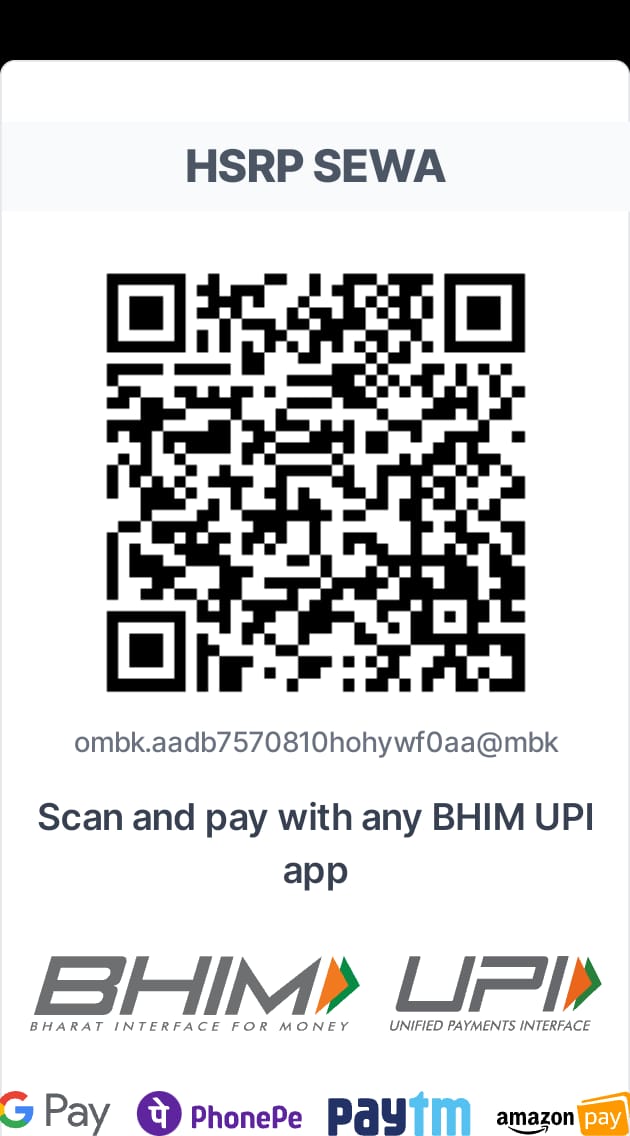 HSRP SEWA
ombk.aadb7570810hohywf0aa@mbk
Scan and pay with any BHIM UPI
app
BHIM UPI
BHARAT INTERFACE FOR MONEY UNIFIED PAYMENTS INTERFACE
G Pay PhonePe paytm amazon pay